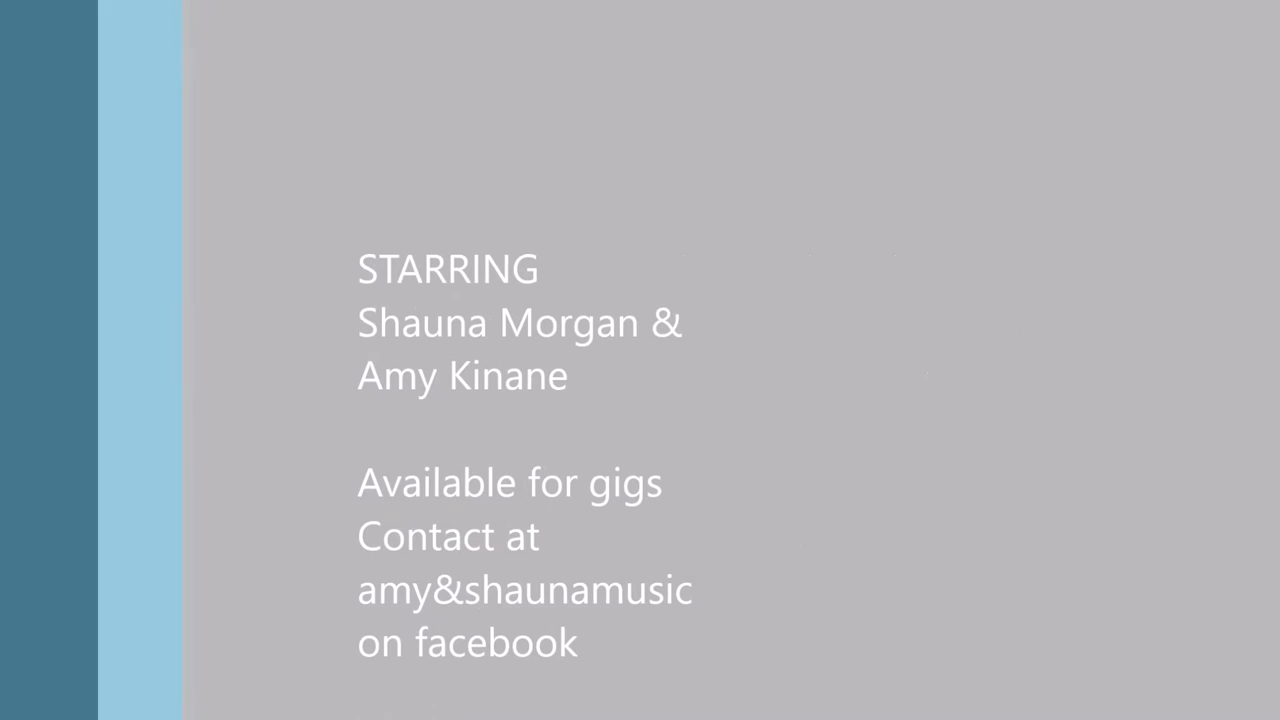 STARRING
Shauna Morgan &
Amy Kinane
Available for gigs
Contact at
amy&shaunamusic
on facebook